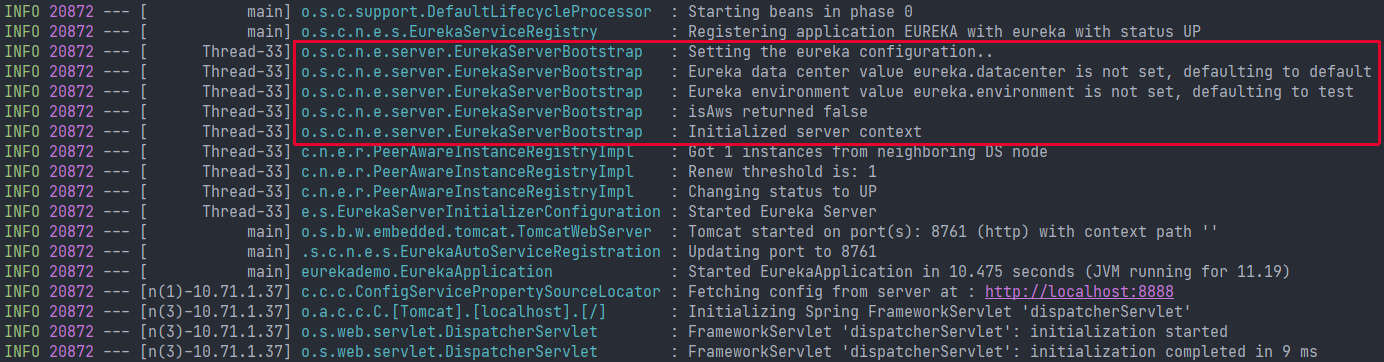 INFO 20872 --- [           main] o.s.c.support.DefaultLifecycleProcessor  : Starting beans in phase 0
INFO 20872 --- [           main] o.s.c.n.e.s.EurekaServiceRegistry        : Registering application EUREKA with eureka with status UP
INFO 20872 --- [      Thread-33] o.s.c.n.e.server.EurekaServerBootstrap   : Setting the eureka configuration..
INFO 20872 --- [      Thread-33] o.s.c.n.e.server.EurekaServerBootstrap   : Eureka data center value eureka.datacenter is not set, defaulting to default
INFO 20872 --- [      Thread-33] o.s.c.n.e.server.EurekaServerBootstrap   : Eureka environment value eureka.environment is not set, defaulting to test
INFO 20872 --- [      Thread-33] o.s.c.n.e.server.EurekaServerBootstrap   : isAws returned false
INFO 20872 --- [      Thread-33] o.s.c.n.e.server.EurekaServerBootstrap   : Initialized server context
INFO 20872 --- [      Thread-33] c.n.e.r.PeerAwareInstanceRegistryImpl    : Got 1 instances from neighboring DS node
INFO 20872 --- [      Thread-33] c.n.e.r.PeerAwareInstanceRegistryImpl    : Renew threshold is: 1
INFO 20872 --- [      Thread-33] c.n.e.r.PeerAwareInstanceRegistryImpl    : Changing status to UP
INFO 20872 --- [      Thread-33] e.s.EurekaServerInitializerConfiguration : Started Eureka Server
INFO 20872 --- [           main] o.s.b.w.embedded.tomcat.TomcatWebServer  : Tomcat started on port(s): 8761 (http) with context path ''
INFO 20872 --- [           main] .s.c.n.e.s.EurekaAutoServiceRegistration : Updating port to 8761
INFO 20872 --- [           main] eurekademo.EurekaApplication             : Started EurekaApplication in 10.475 seconds (JVM running for 11.19)
INFO 20872 --- [n(1)-10.71.1.37] c.c.c.ConfigServicePropertySourceLocator : Fetching config from server at : http://localhost:8888
INFO 20872 --- [n(3)-10.71.1.37] o.a.c.c.C.[Tomcat].[localhost].[/]       : Initializing Spring FrameworkServlet 'dispatcherServlet'
INFO 20872 --- [n(3)-10.71.1.37] o.s.web.servlet.DispatcherServlet        : FrameworkServlet 'dispatcherServlet': initialization started
INFO 20872 --- [n(3)-10.71.1.37] o.s.web.servlet.DispatcherServlet        : FrameworkServlet 'dispatcherServlet': initialization completed in 9 ms